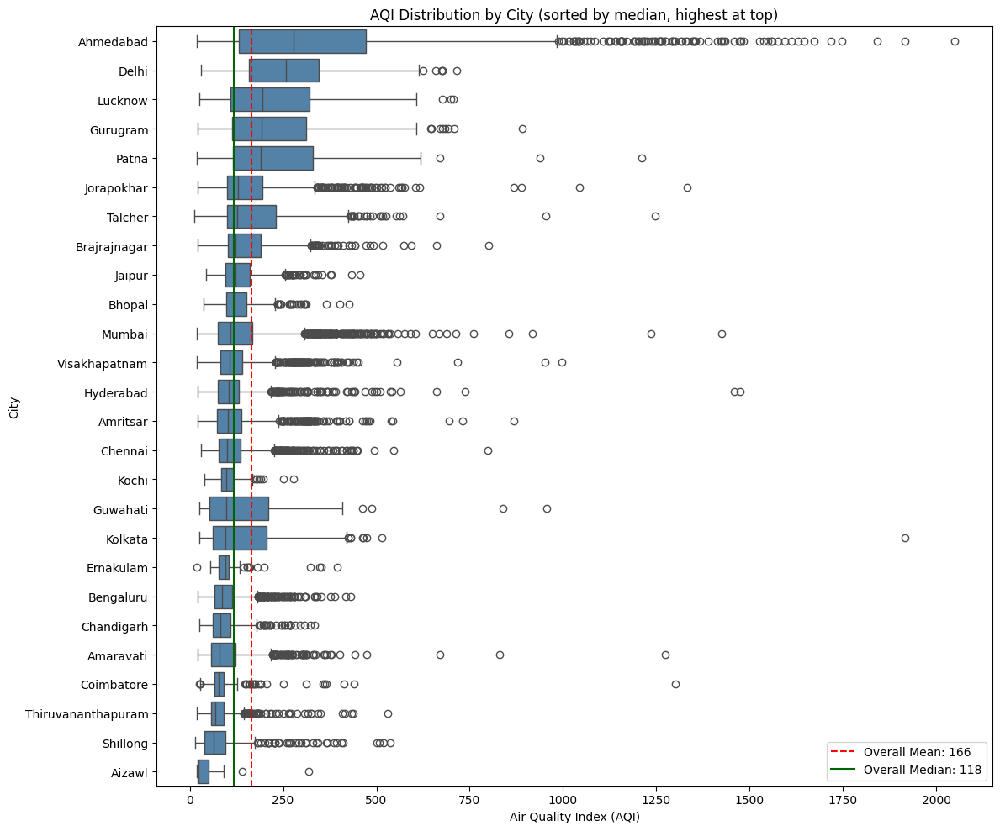 AQI Distribution by City (sorted by median, highest at top)
City
Ahmedabad
Delhi
Lucknow
Gurugram
Patna
Jorapokhar
Talcher
Brajrajnagar
Jaipur
Bhopal
Mumbai
Visakhapatnam
Hyderabad
Amritsar
Chennai
Kochi
Guwahati
Kolkata
Ernakulam
Bengaluru
Chandigarh
Amaravati
Coimbatore
Thiruvananthapuram
Shillong
Aizawl
Overall Mean: 166
Overall Median: 118
0 250 500 750 1000 1250 1500 1750 2000
Air Quality Index (AQI)